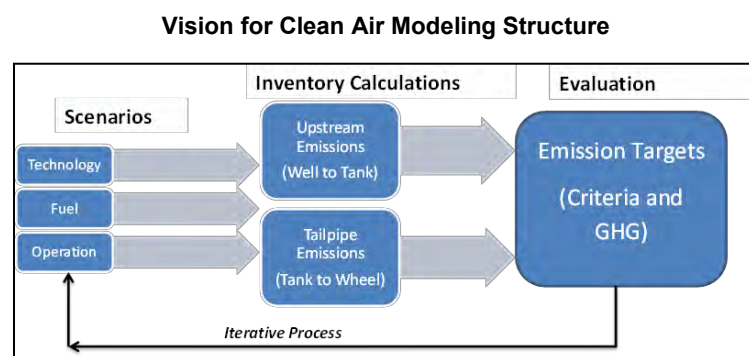 Vision for Clean Air Modeling Structure
Inventory Calculations
Evaluation
Scenarios
Technology
Fuel
Operation
Upstream
Emissions
(Well to Tank)
Tailpipe
Emissions
(Tank to Wheel)
Emission Targets
(Criteria and
GHG)
Iterative Process